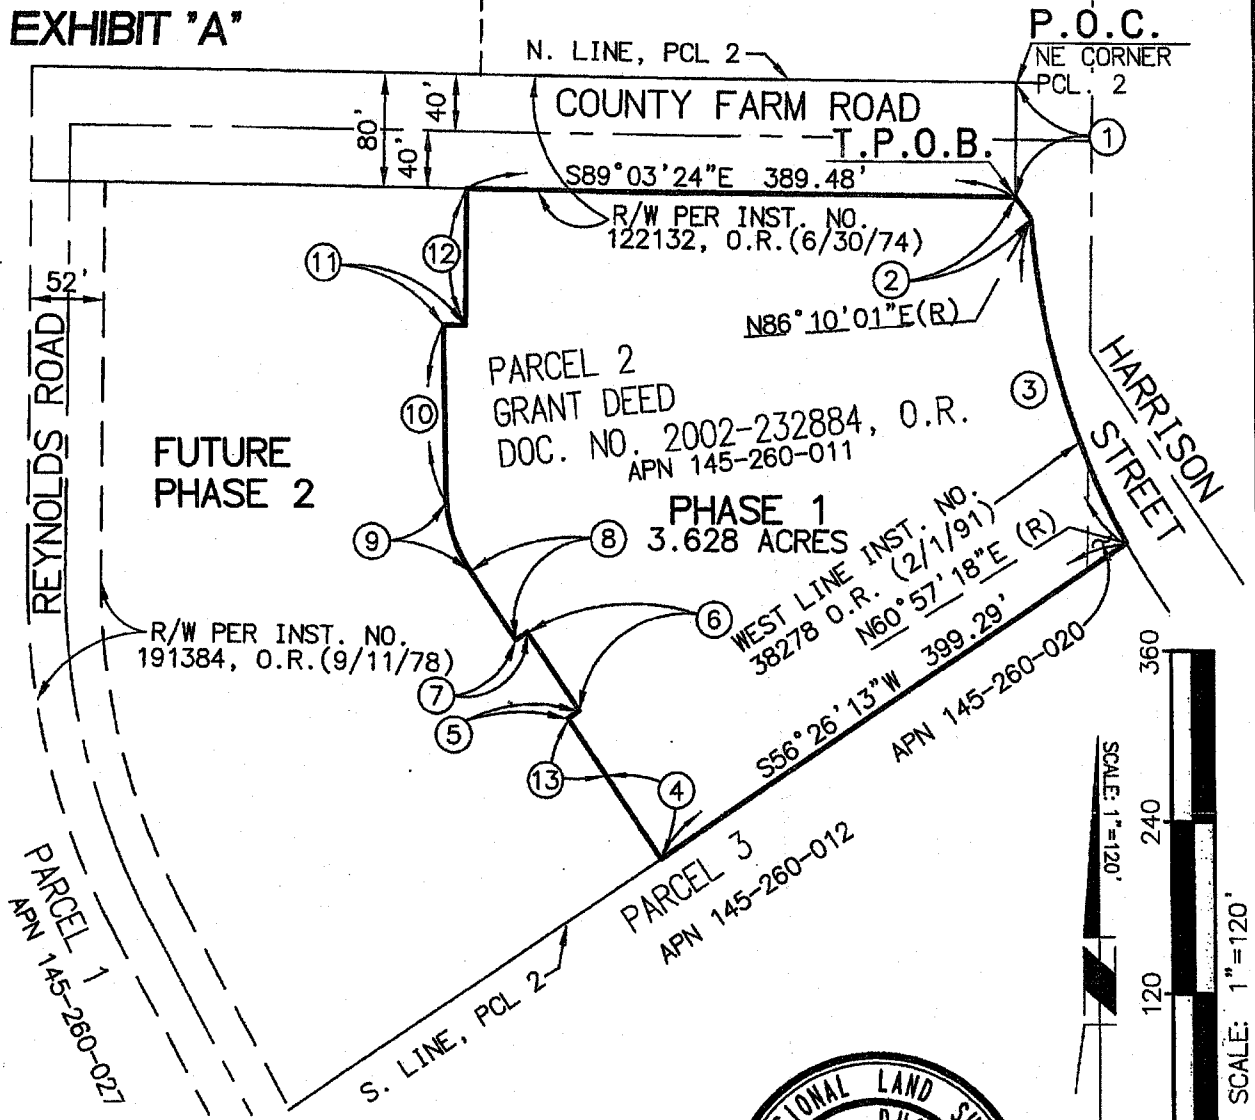 EXHIBIT "A"
P.O.C.
NE CORNER
PCL. 2
N. LINE, PCL 2
COUNTY FARM ROAD
80'
40'
40'
1
T.P.O.B.
S89°03'24"E 389.48'
R/W PER INST. NO.
122132, O.R.(6/30/74)
11
12
2
52'
N86°10'01"E(R)
REYNOLDS ROAD
HARRISON
STREET
PARCEL 2
GRANT DEED
DOC. NO. 2002-232884, O.R.
APN 145-260-011
3
10
FUTURE
PHASE 2
PHASE 1
3.628 ACRES
9
8
WEST LINE INST. NO.
38278 O.R. (2/1/91)
N60°57'18"E (R)
6
R/W PER INST. NO.
191384, O.R.(9/11/78)
7
5
S56°26'13"W 399.29'
APN 145-260-020
13
4
PARCEL 3
APN 145-260-012
PARCEL 1
APN 145-260-027
S. LINE, PCL 2
360
240
120
SCALE: 1"=120'
SCALE: 1"=120'
LAND